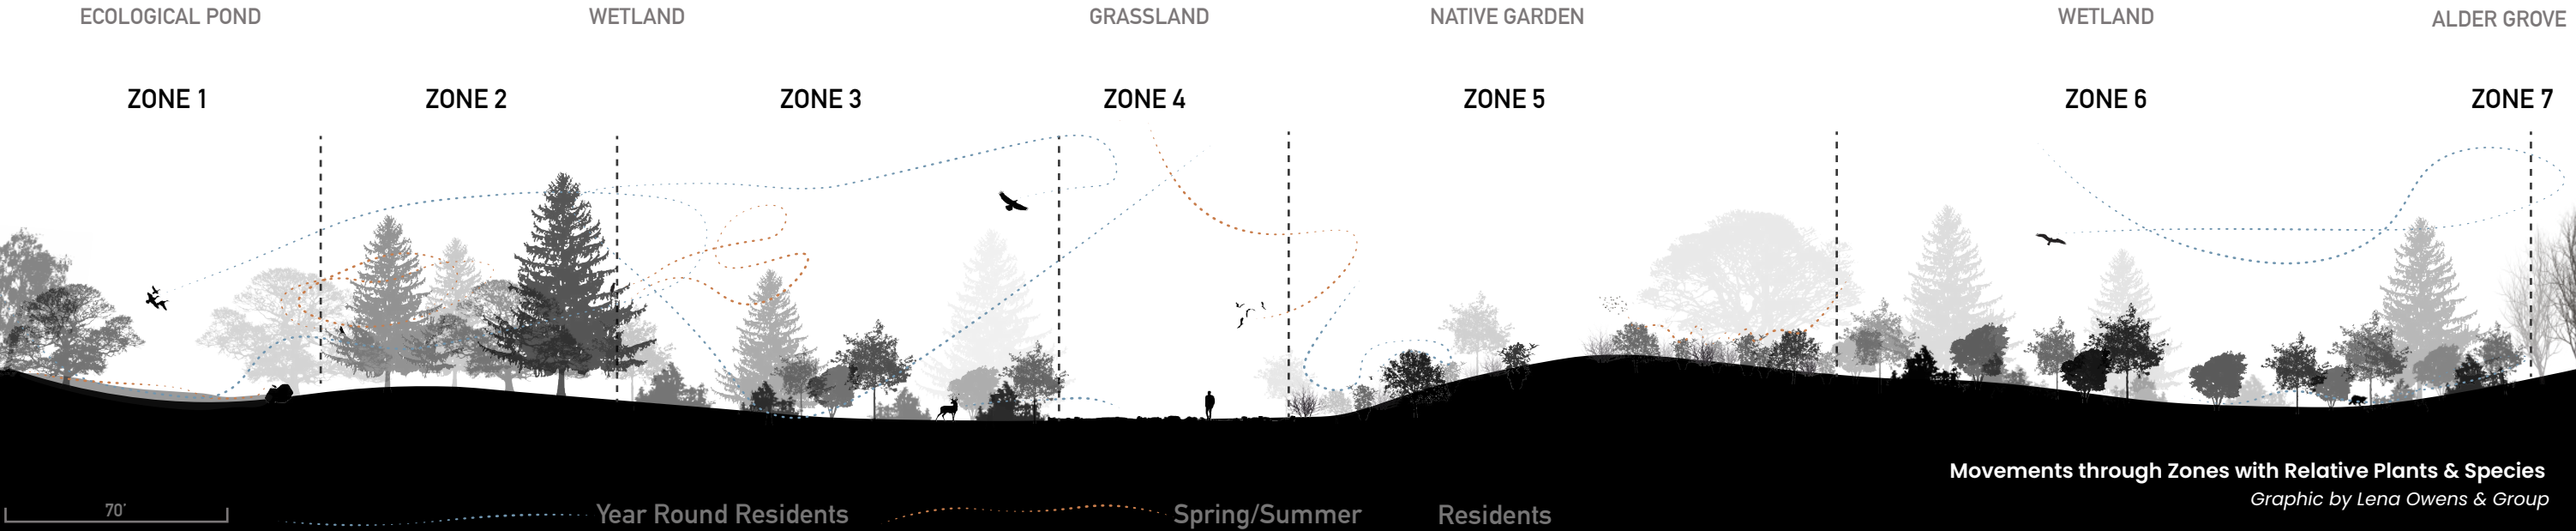 ECOLOGICAL POND WETLAND GRASSLAND NATIVE GARDEN WETLAND ALDER GROVE
ZONE 1 ZONE 2 ZONE 3 ZONE 4 ZONE 5 ZONE 6 ZONE 7
Movements through Zones with Relative Plants & Species
Graphic by Lena Owens & Group
70'
Year Round Residents Spring/Summer Residents